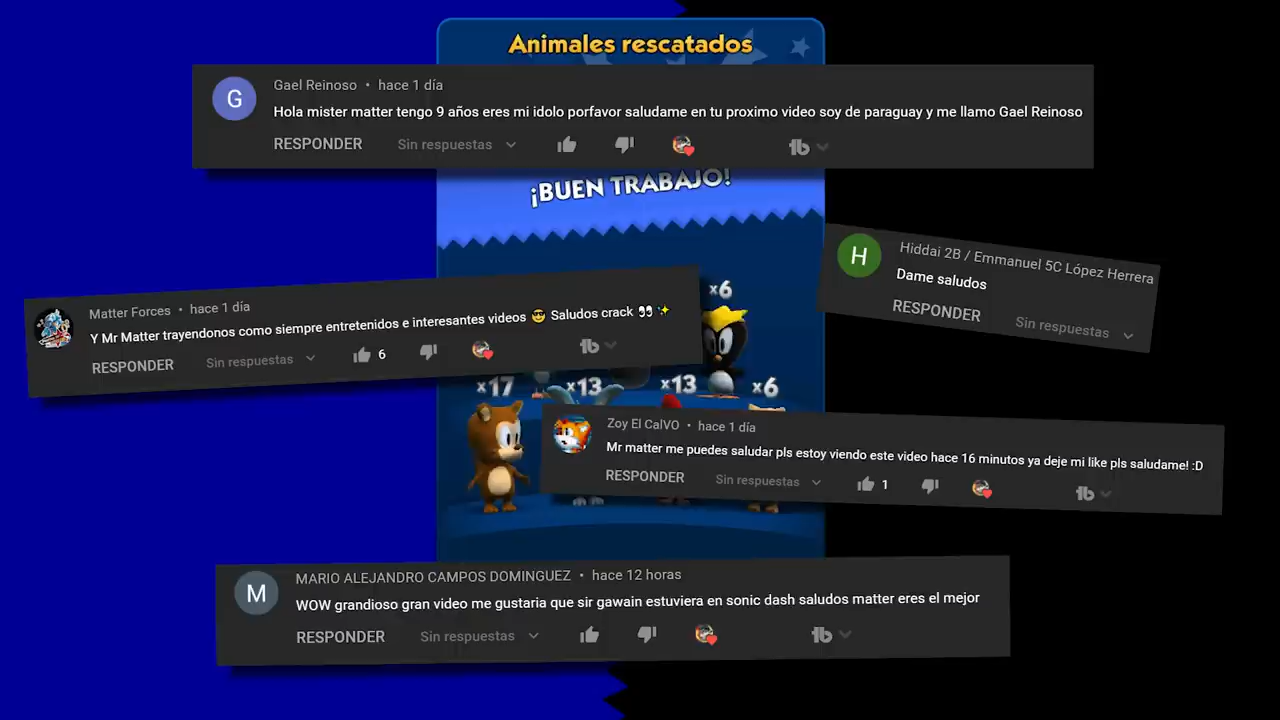 Animales rescatados
Gael Reinoso • hace 1 día
Hola mister matter tengo 9 años eres mi idolo porfavor saludame en tu proximo video soy de paraguay y me llamo Gael Reinoso
RESPONDER Sin respuestas
¡BUEN TRABAJO!
Hiddai 2B / Emmanuel 5C López Herrera
Dame saludos
RESPONDER Sin respuestas
x6
Matter Forces • hace 1 día
Y Mr Matter trayendonos como siempre entretenidos e interesantes videos 😎 Saludos crack 👀 ✨
RESPONDER Sin respuestas 6
x17 x13 x13 x6
Zoy El CalVO • hace 1 día
Mr matter me puedes saludar pls estoy viendo este video hace 16 minutos ya deje mi like pls saludame! :D
RESPONDER Sin respuestas 1
MARIO ALEJANDRO CAMPOS DOMINGUEZ • hace 12 horas
WOW grandioso gran video me gustaria que sir gawain estuviera en sonic dash saludos matter eres el mejor
RESPONDER Sin respuestas